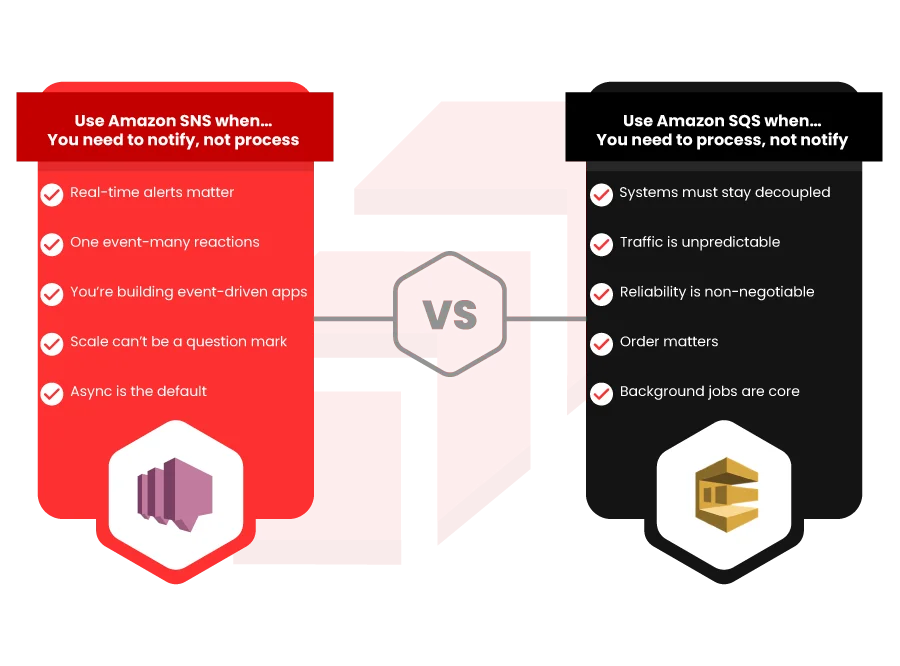 Use Amazon SNS when...
You need to notify, not process
Real-time alerts matter
One event-many reactions
You’re building event-driven apps
Scale can’t be a question mark
Async is the default
VS
Use Amazon SQS when...
You need to process, not notify
Systems must stay decoupled
Traffic is unpredictable
Reliability is non-negotiable
Order matters
Background jobs are core